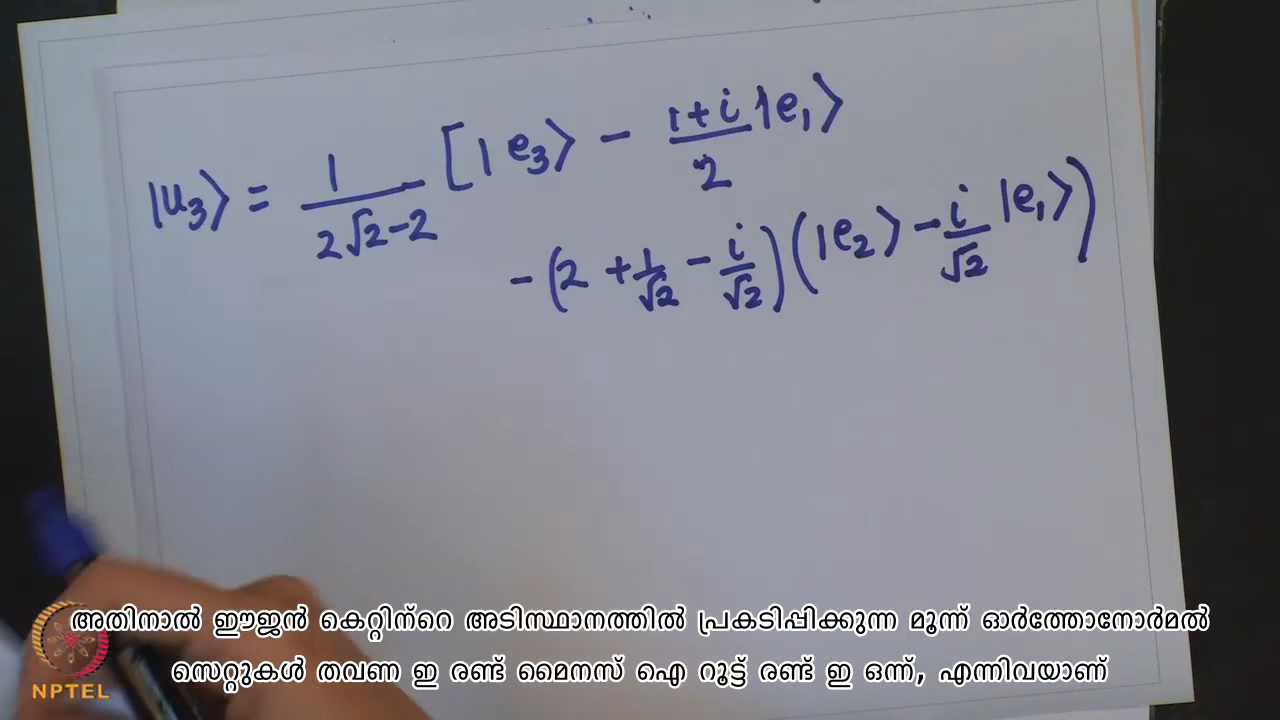 |u₃⟩ = 1/(2√2-2) [|e₃⟩ - (1+i)/2 |e₁⟩
- (2 + 1/√2 - i/√2) (|e₂⟩ - i/√2 |e₁⟩)
അതിനാൽ ഈജൻ കെറ്റിന്റെ അടിസ്ഥാനത്തിൽ പ്രകടിപ്പിക്കുന്ന മൂന്ന് ഓർത്തോനോർമൽ
സെറ്റുകൾ തവണ ഇ രണ്ട് മൈനസ് ഐ റൂട്ട് രണ്ട് ഇ ഒന്ന്, എന്നിവയാണ്
NPTEL